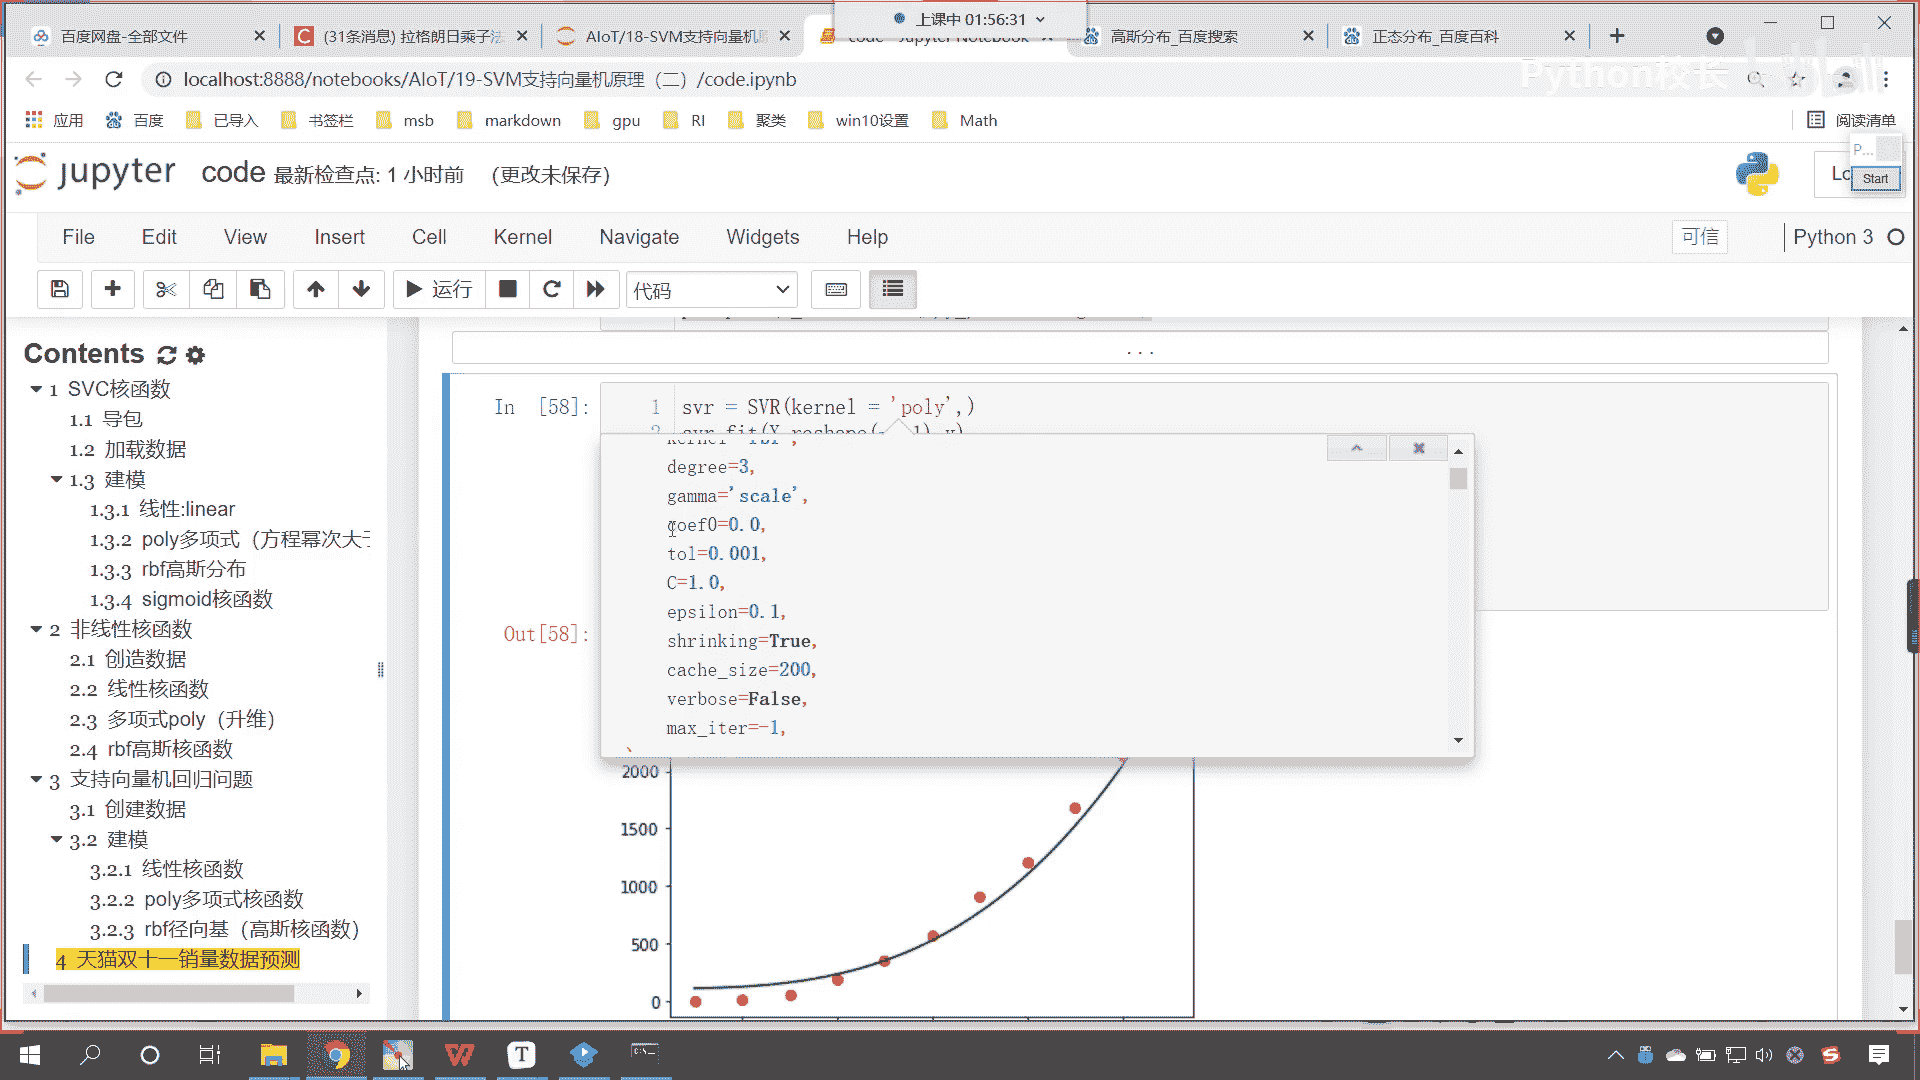 上课中 01:56:31
百度网盘-全部文件
(31条消息) 拉格朗日乘子法
AIoT/18-SVM支持向量机原
code - Jupyter Notebook
高斯分布_百度搜索
正态分布_百度百科
localhost:8888/notebooks/AIoT/19-SVM支持向量机原理（二）/code.ipynb
Python校长
应用
百度
已导入
书签栏
msb
markdown
gpu
RI
聚类
win10设置
Math
阅读清单
P...
Start
jupyter code 最新检查点: 1 小时前 (更改未保存)
File Edit View Insert Cell Kernel Navigate Widgets Help
可信
Python 3
运行
代码
Contents
1 SVC核函数
1.1 导包
1.2 加载数据
1.3 建模
1.3.1 线性:linear
1.3.2 poly多项式（方程幂次大于
1.3.3 rbf高斯分布
1.3.4 sigmoid核函数
2 非线性核函数
2.1 创造数据
2.2 线性核函数
2.3 多项式poly（升维）
2.4 rbf高斯核函数
3 支持向量机回归问题
3.1 创建数据
3.2 建模
3.2.1 线性核函数
3.2.2 poly多项式核函数
3.2.3 rbf径向基（高斯核函数）
4 天猫双十一销量数据预测
...
In [58]:
1 svr = SVR(kernel = 'poly',)
2 svr.fit(X.reshape(-1,1),y)
kernel='rbf',
degree=3,
gamma='scale',
coef0=0.0,
tol=0.001,
C=1.0,
epsilon=0.1,
shrinking=True,
cache_size=200,
verbose=False,
max_iter=-1,
Out[58]:
2000
1500
1000
500
0